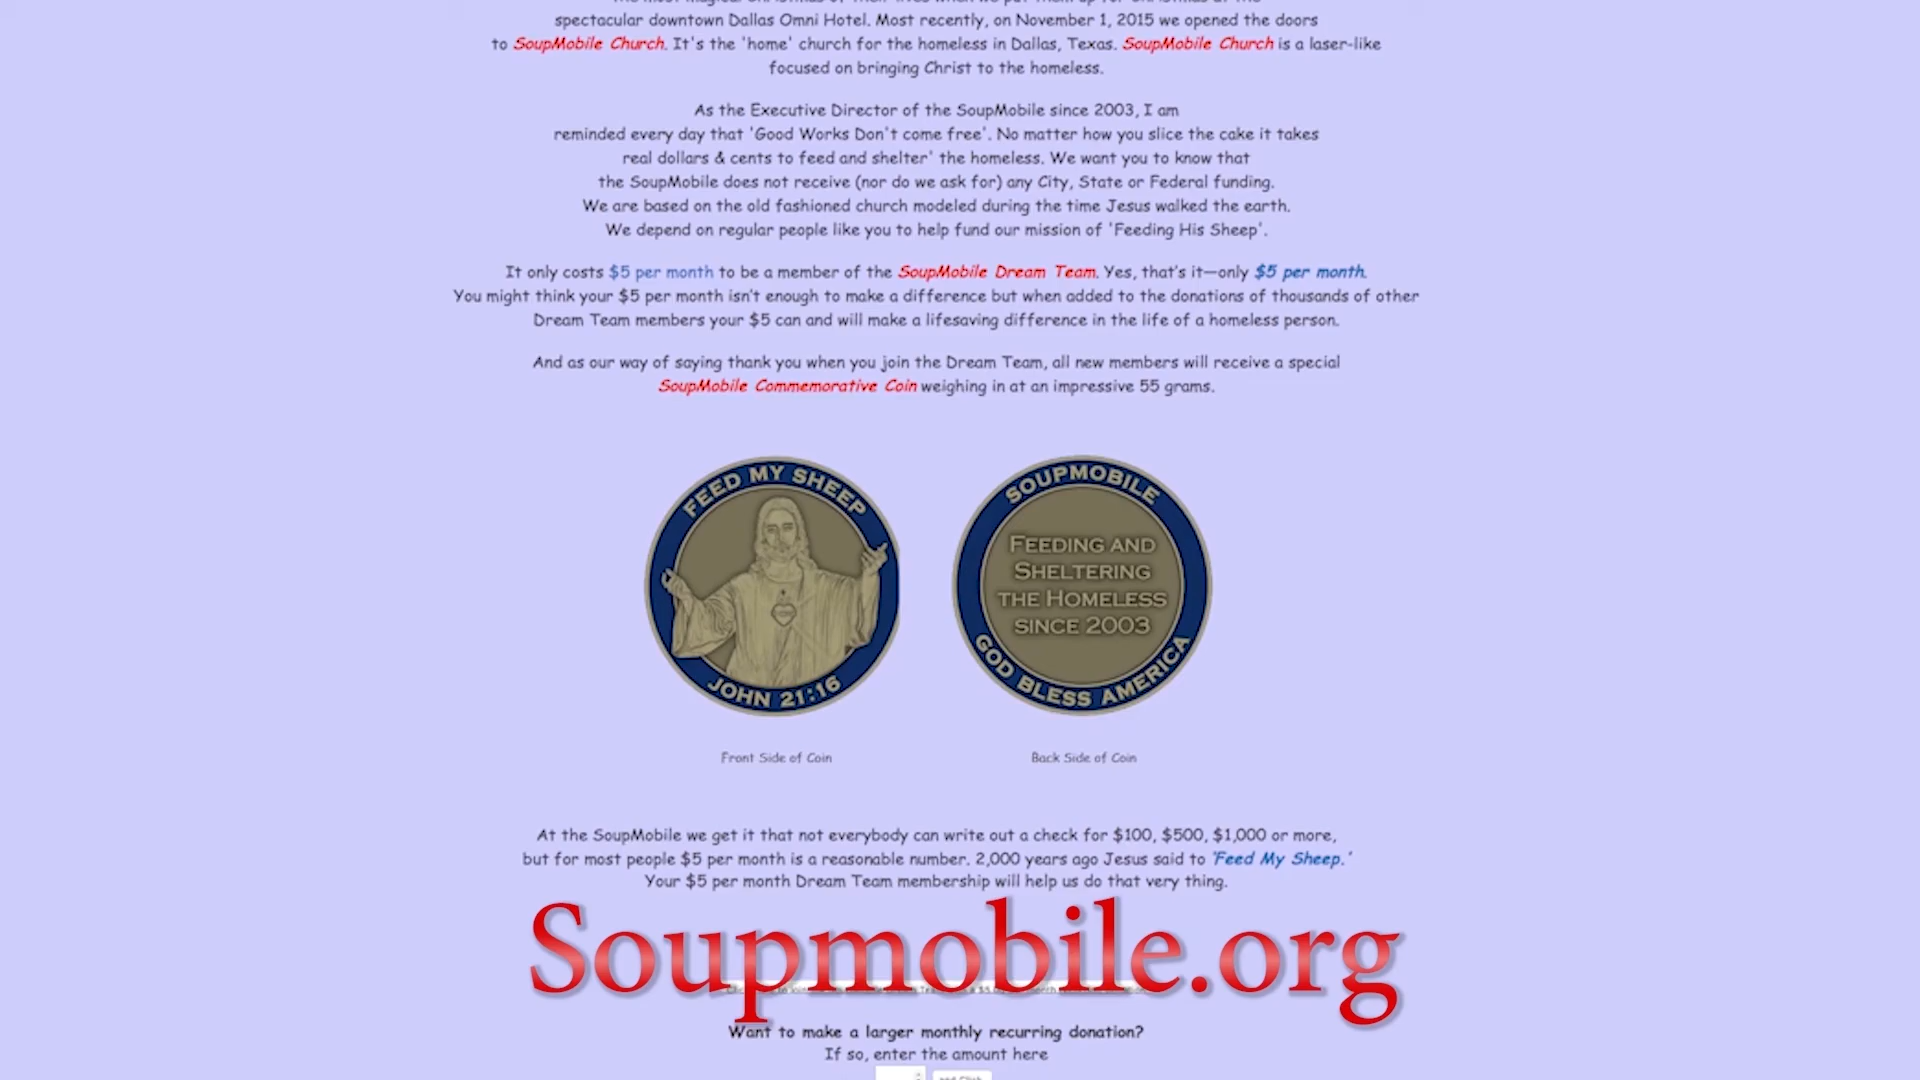 spectacular downtown Dallas Omni Hotel. Most recently, on November 1, 2015 we opened the doors
to SoupMobile Church. It's the 'home' church for the homeless in Dallas, Texas. SoupMobile Church is a laser-like
focused on bringing Christ to the homeless.
As the Executive Director of the SoupMobile since 2003, I am
reminded every day that 'Good Works Don't come free'. No matter how you slice the cake it takes
real dollars & cents to feed and shelter' the homeless. We want you to know that
the SoupMobile does not receive (nor do we ask for) any City, State or Federal funding.
We are based on the old fashioned church modeled during the time Jesus walked the earth.
We depend on regular people like you to help fund our mission of 'Feeding His Sheep'.
It only costs $5 per month to be a member of the SoupMobile Dream Team. Yes, that's it—only $5 per month.
You might think your $5 per month isn't enough to make a difference but when added to the donations of thousands of other
Dream Team members your $5 can and will make a lifesaving difference in the life of a homeless person.
And as our way of saying thank you when you join the Dream Team, all new members will receive a special
SoupMobile Commemorative Coin weighing in at an impressive 55 grams.
FEED MY SHEEP
JOHN 21:16
SOUPMOBILE
FEEDING AND
SHELTERING
THE HOMELESS
SINCE 2003
GOD BLESS AMERICA
Front Side of Coin
Back Side of Coin
At the SoupMobile we get it that not everybody can write out a check for $100, $500, $1,000 or more,
but for most people $5 per month is a reasonable number. 2,000 years ago Jesus said to 'Feed My Sheep.'
Your $5 per month Dream Team membership will help us do that very thing.
Soupmobile.org
Want to make a larger monthly recurring donation?
If so, enter the amount here